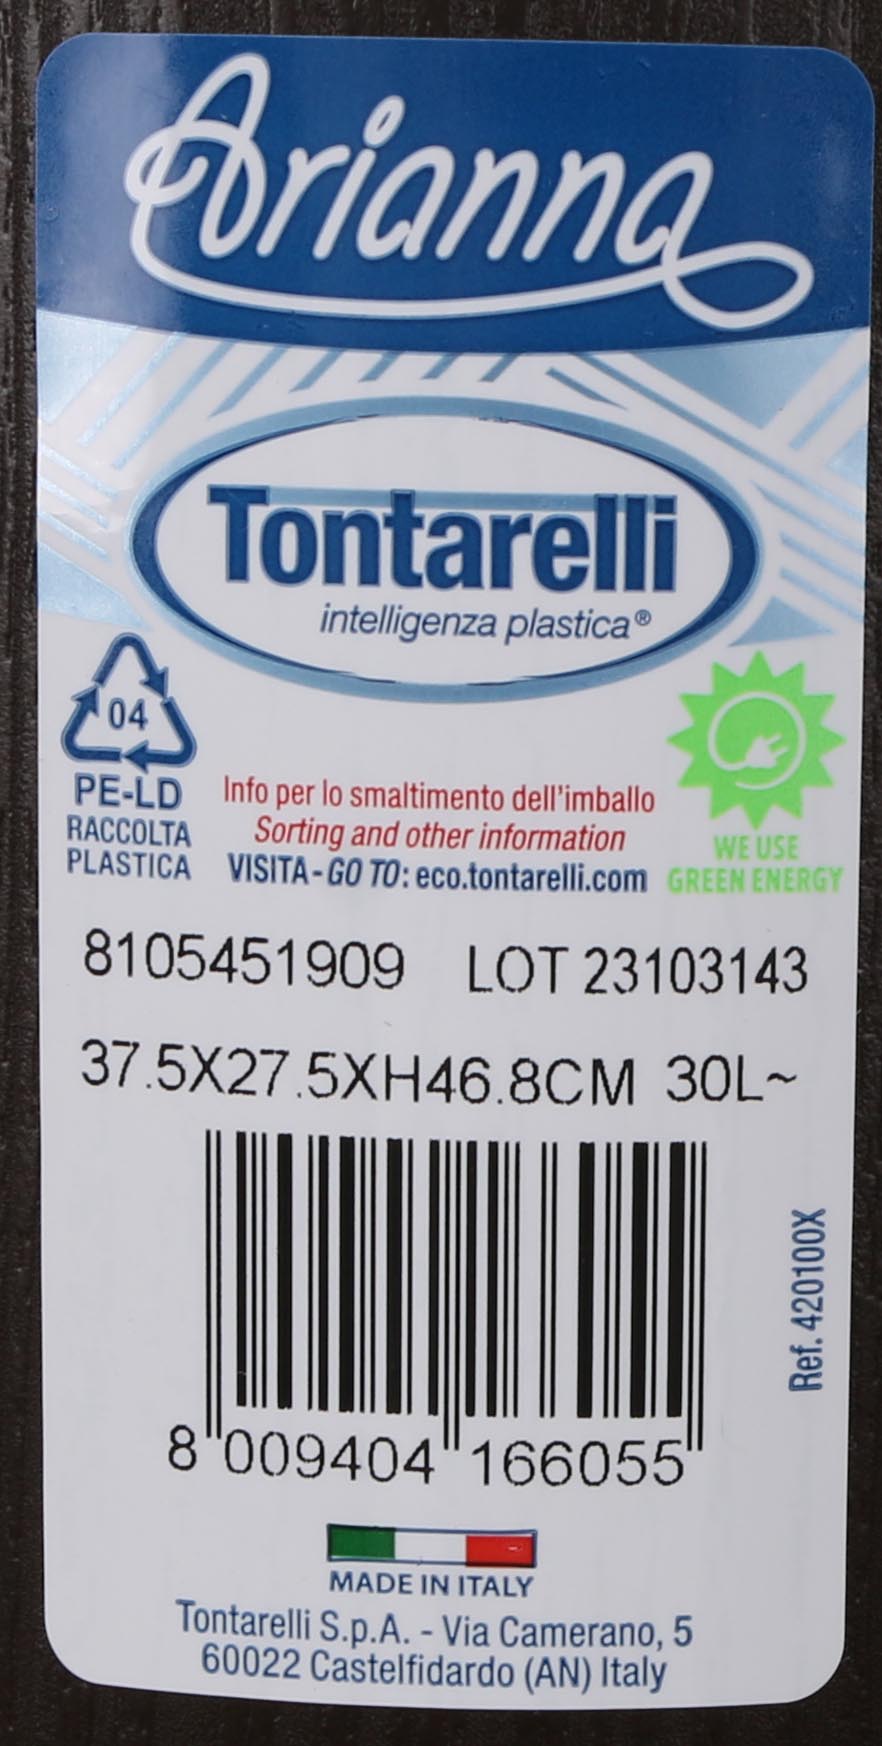 Arianna
Tontarelli
intelligenza plastica®
04
PE-LD
RACCOLTA
PLASTICA
Info per lo smaltimento dell'imballo
Sorting and other information
VISITA - GO TO: eco.tontarelli.com
WE USE
GREEN ENERGY
8105451909 LOT 23103143
37.5X27.5XH46.8CM 30L~
Ref. 420100X
8 009404 166055
MADE IN ITALY
Tontarelli S.p.A. - Via Camerano, 5
60022 Castelfidardo (AN) Italy